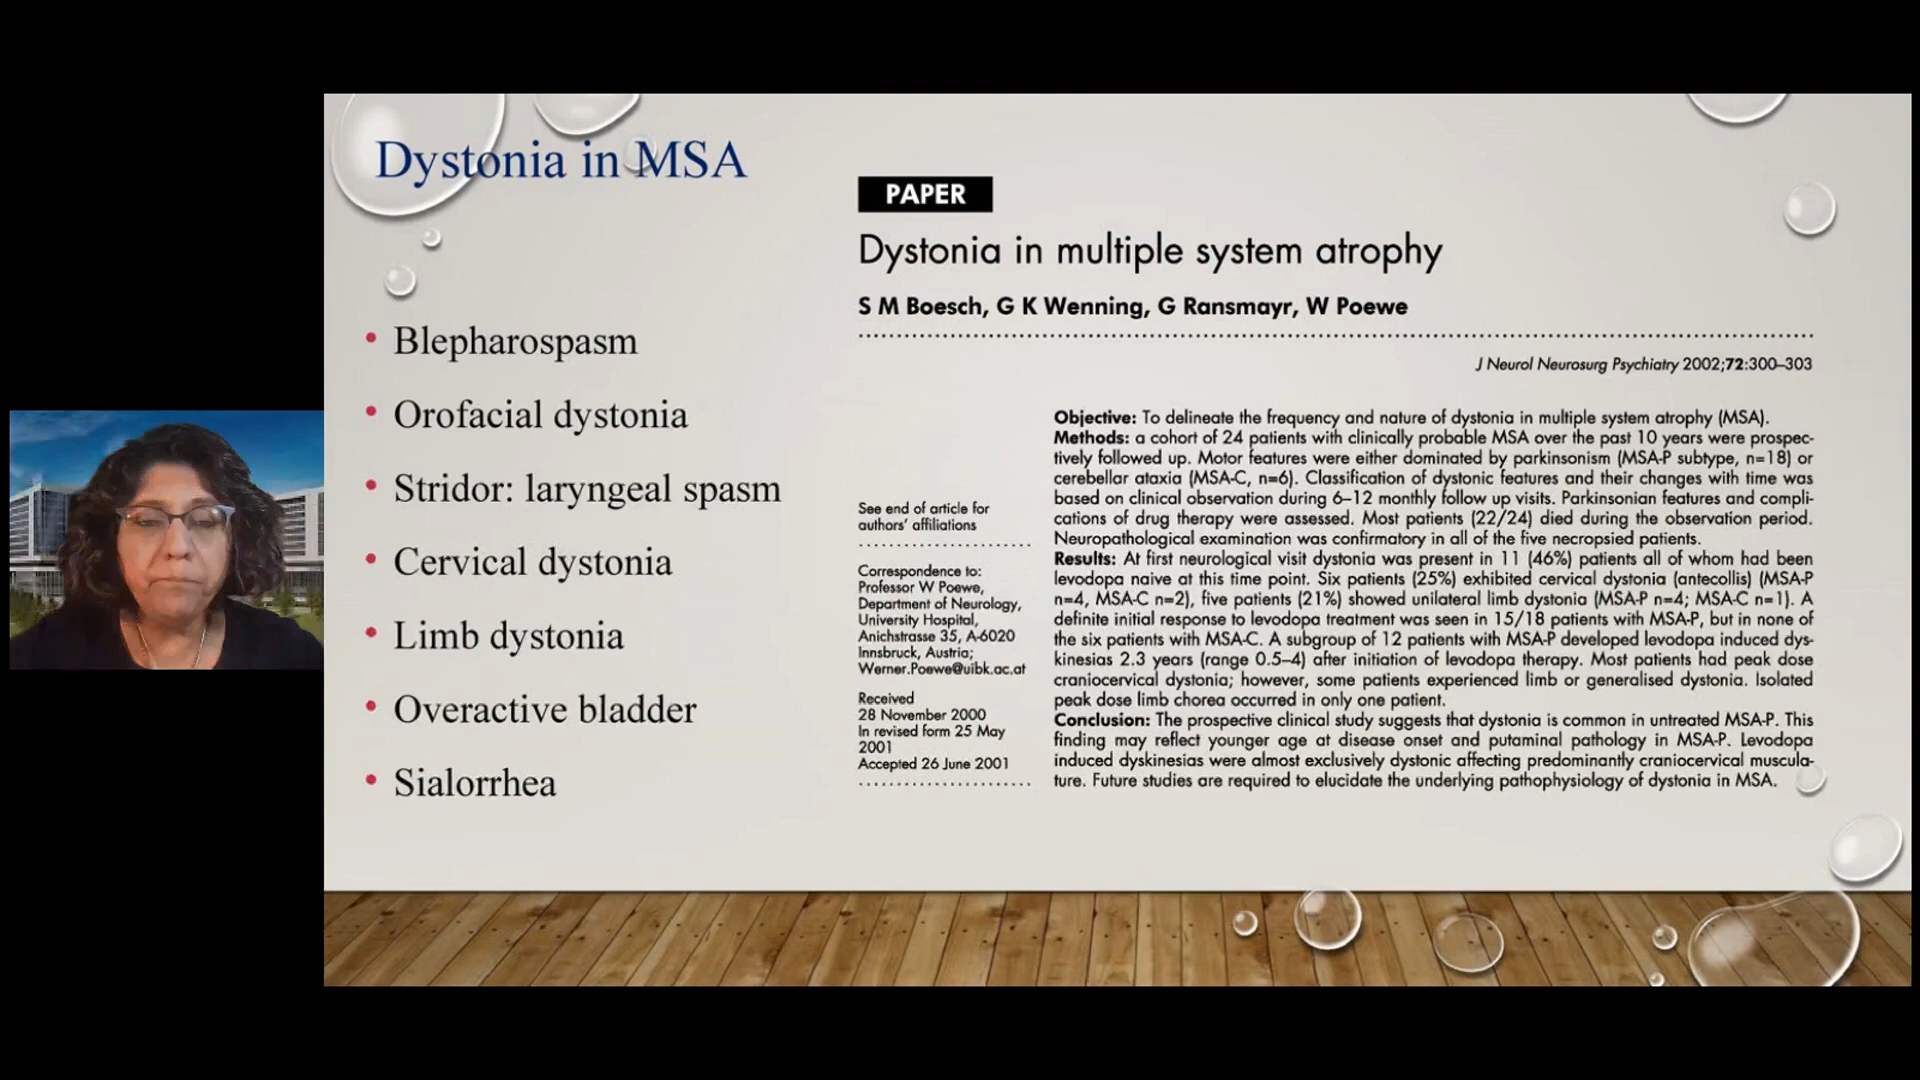 Dystonia in MSA
• Blepharospasm
• Orofacial dystonia
• Stridor: laryngeal spasm
• Cervical dystonia
• Limb dystonia
• Overactive bladder
• Sialorrhea
PAPER
Dystonia in multiple system atrophy
S M Boesch, G K Wenning, G Ransmayr, W Poewe
J Neurol Neurosurg Psychiatry 2002;72:300–303
See end of article for
authors’ affiliations
Correspondence to:
Professor W Poewe,
Department of Neurology,
University Hospital,
Anichstrasse 35, A-6020
Innsbruck, Austria;
Werner.Poewe@uibk.ac.at
Received
28 November 2000
In revised form 25 May
2001
Accepted 26 June 2001
Objective: To delineate the frequency and nature of dystonia in multiple system atrophy (MSA).
Methods: a cohort of 24 patients with clinically probable MSA over the past 10 years were prospec-
tively followed up. Motor features were either dominated by parkinsonism (MSA-P subtype, n=18) or
cerebellar ataxia (MSA-C, n=6). Classification of dystonic features and their changes with time was
based on clinical observation during 6–12 monthly follow up visits. Parkinsonian features and compli-
cations of drug therapy were assessed. Most patients (22/24) died during the observation period.
Neuropathological examination was confirmatory in all of the five necropsied patients.
Results: At first neurological visit dystonia was present in 11 (46%) patients all of whom had been
levodopa naive at this time point. Six patients (25%) exhibited cervical dystonia (antecollis) (MSA-P
n=4, MSA-C n=2), five patients (21%) showed unilateral limb dystonia (MSA-P n=4; MSA-C n=1). A
definite initial response to levodopa treatment was seen in 15/18 patients with MSA-P, but in none of
the six patients with MSA-C. A subgroup of 12 patients with MSA-P developed levodopa induced dys-
kinesias 2.3 years (range 0.5–4) after initiation of levodopa therapy. Most patients had peak dose
craniocervical dystonia; however, some patients experienced limb or generalised dystonia. Isolated
peak dose limb chorea occurred in only one patient.
Conclusion: The prospective clinical study suggests that dystonia is common in untreated MSA-P. This
finding may reflect younger age at disease onset and putaminal pathology in MSA-P. Levodopa
induced dyskinesias were almost exclusively dystonic affecting predominantly craniocervical muscula-
ture. Future studies are required to elucidate the underlying pathophysiology of dystonia in MSA.